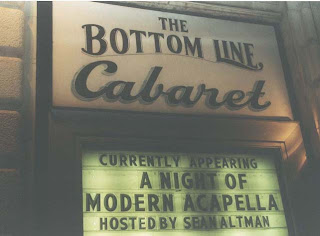 THE
BOTTOM LINE
Cabaret
CURRENTLY APPEARING
A NIGHT OF
MODERN ACAPELLA
HOSTED BY SEAN ALTMAN